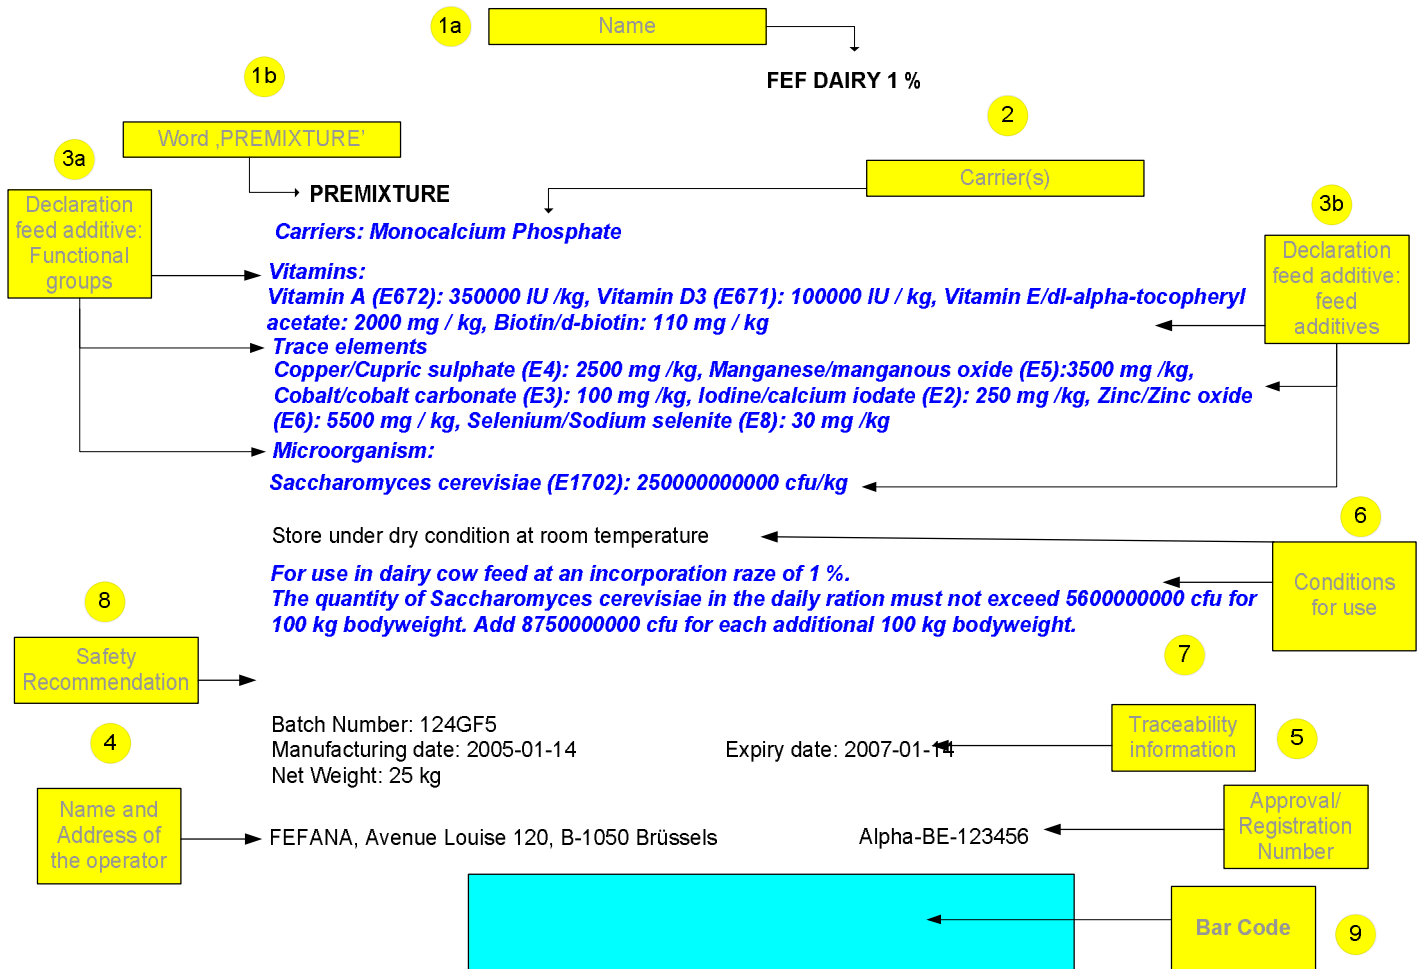 1a
Name
FEF DAIRY 1 %
1b
2
Word ‚PREMIXTURE’
3a
Carrier(s)
PREMIXTURE
Declaration
feed additive:
Functional
groups
3b
Carriers: Monocalcium Phosphate
Declaration
feed additive:
feed
additives
Vitamins:
Vitamin A (E672): 350000 IU /kg, Vitamin D3 (E671): 100000 IU / kg, Vitamin E/dl-alpha-tocopheryl
acetate: 2000 mg / kg, Biotin/d-biotin: 110 mg / kg
Trace elements
Copper/Cupric sulphate (E4): 2500 mg /kg, Manganese/manganous oxide (E5):3500 mg /kg,
Cobalt/cobalt carbonate (E3): 100 mg /kg, Iodine/calcium iodate (E2): 250 mg /kg, Zinc/Zinc oxide
(E6): 5500 mg / kg, Selenium/Sodium selenite (E8): 30 mg /kg
Microorganism:
Saccharomyces cerevisiae (E1702): 250000000000 cfu/kg
6
Store under dry condition at room temperature
Conditions
for use
For use in dairy cow feed at an incorporation raze of 1 %.
The quantity of Saccharomyces cerevisiae in the daily ration must not exceed 5600000000 cfu for
100 kg bodyweight. Add 8750000000 cfu for each additional 100 kg bodyweight.
8
Safety
Recommendation
7
4
Batch Number: 124GF5
Manufacturing date: 2005-01-14 Expiry date: 2007-01-14
Net Weight: 25 kg
Traceability
information
5
Name and
Address of
the operator
FEFANA, Avenue Louise 120, B-1050 Brüssels Alpha-BE-123456
Approval/
Registration
Number
Bar Code
9